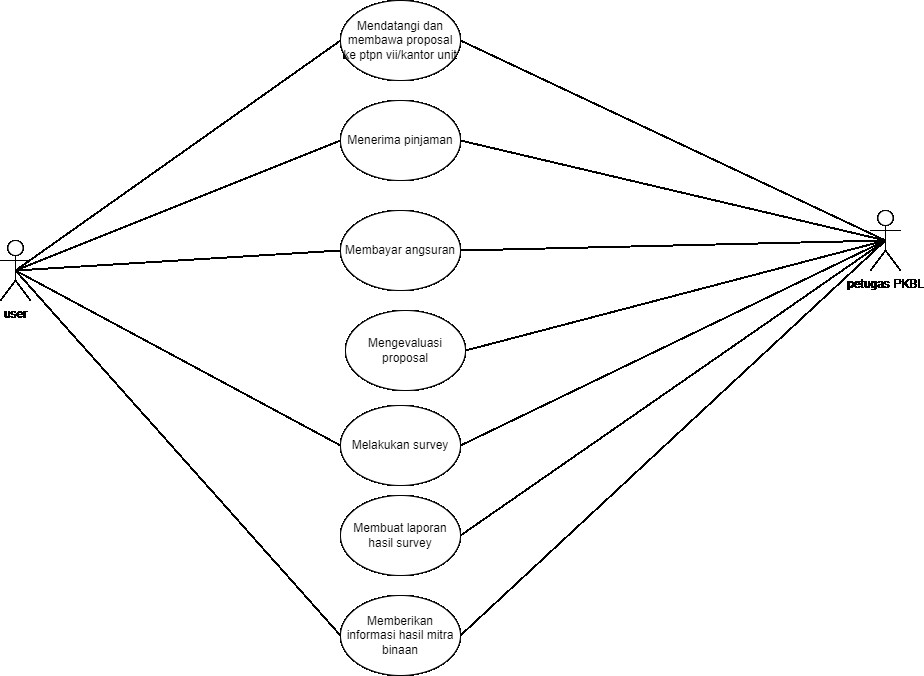 Mendatangi dan
membawa proposal
ke ptpn vii/kantor unit
Menerima pinjaman
Membayar angsuran
Mengevaluasi
proposal
Melakukan survey
Membuat laporan
hasil survey
Memberikan
informasi hasil mitra
binaan
user
petugas PKBL